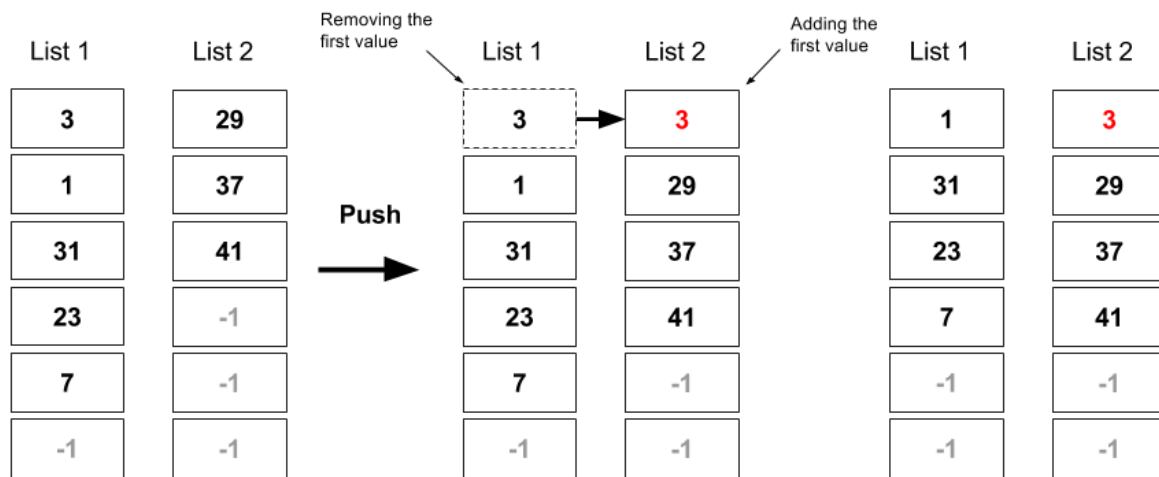 Removing the
first value
Adding the
first value
List 1 List 2 List 1 List 2 List 1 List 2
3 29 3 3 1 3
1 37 1 29 31 29
Push
31 41 31 37 23 37
23 -1 23 41 7 41
7 -1 7 -1 -1 -1
-1 -1 -1 -1 -1 -1